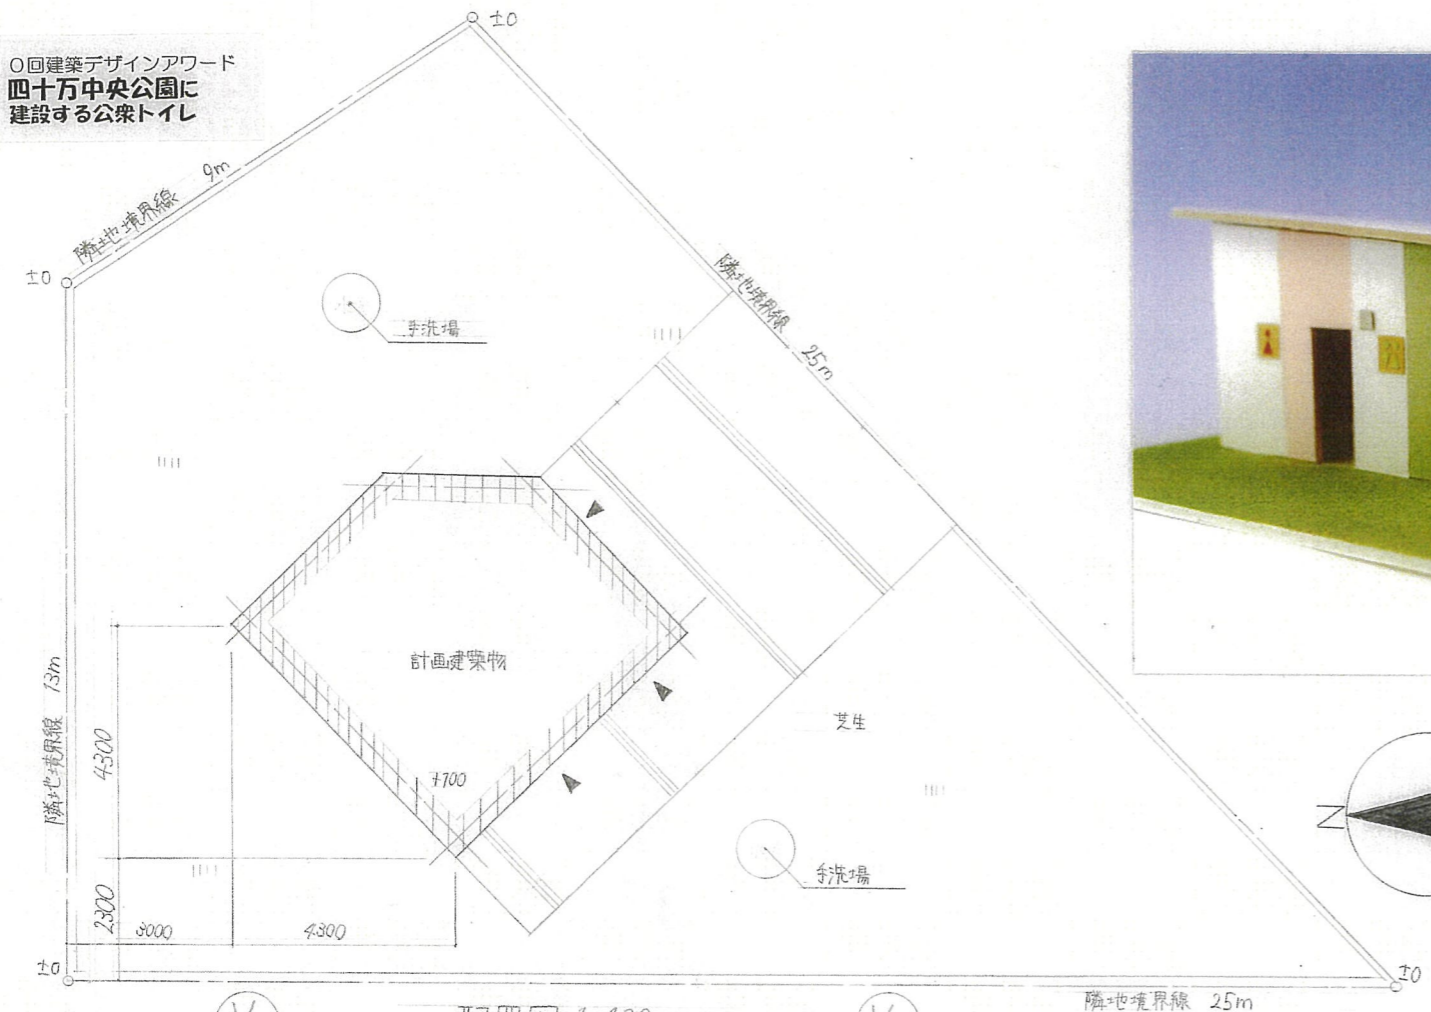 0回建築デザインアワード
四十万中央公園に
建設する公衆トイレ
±0
隣地境界線 9m
±0
手洗場
隣地境界線 25m
計画建築物
芝生
隣地境界線 13m
4300
+100
N
手洗場
2300
3000
4300
±0
±0
隣地境界線 25m